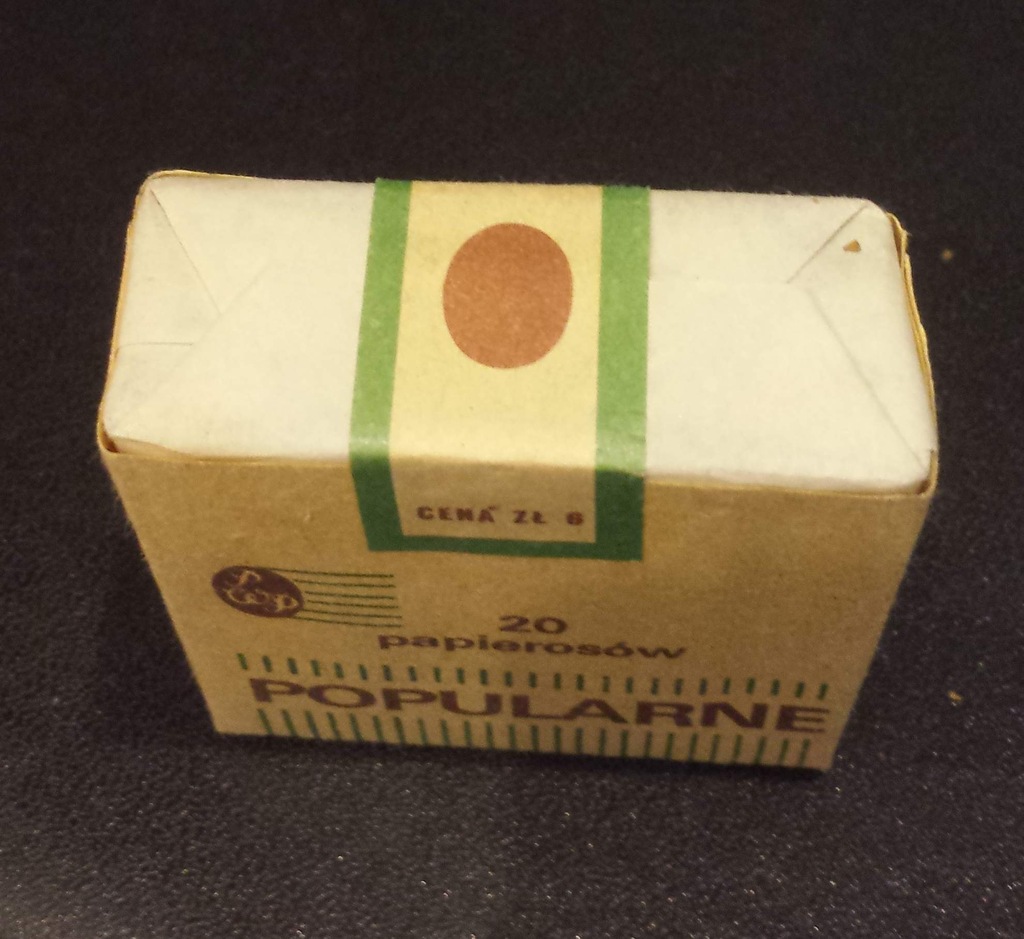 CENA ZŁ 6
20
papierosów
POPULARNE